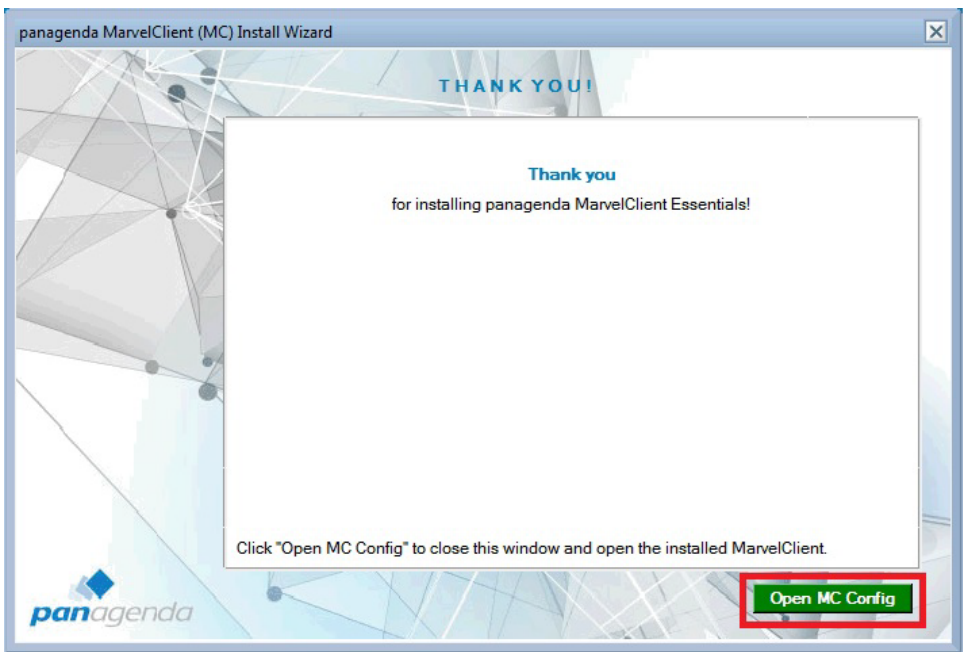 panagenda MarvelClient (MC) Install Wizard
THANK YOU!
Thank you
for installing panagenda MarvelClient Essentials!
Click "Open MC Config" to close this window and open the installed MarvelClient.
panagenda
Open MC Config